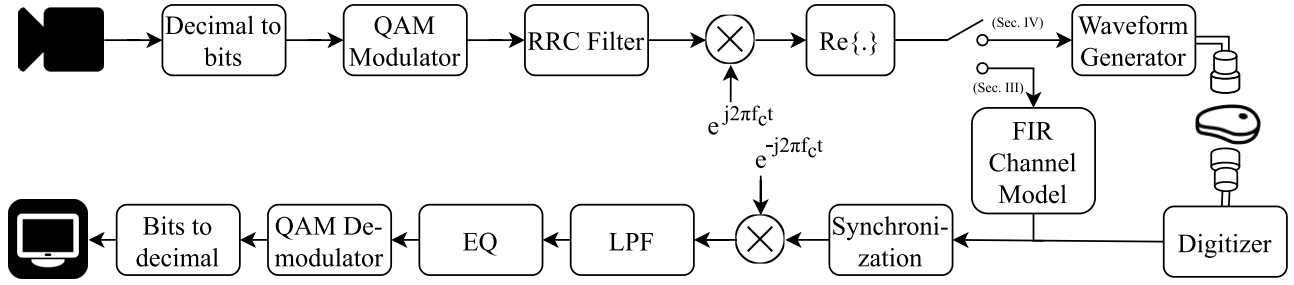 Decimal to
bits
QAM
Modulator
RRC Filter
e^{j2πf_ct}
Re{.}
(Sec. IV)
(Sec. III)
Waveform
Generator
FIR
Channel
Model
Digitizer
Synchroni-
zation
e^{-j2πf_ct}
LPF
EQ
QAM De-
modulator
Bits to
decimal